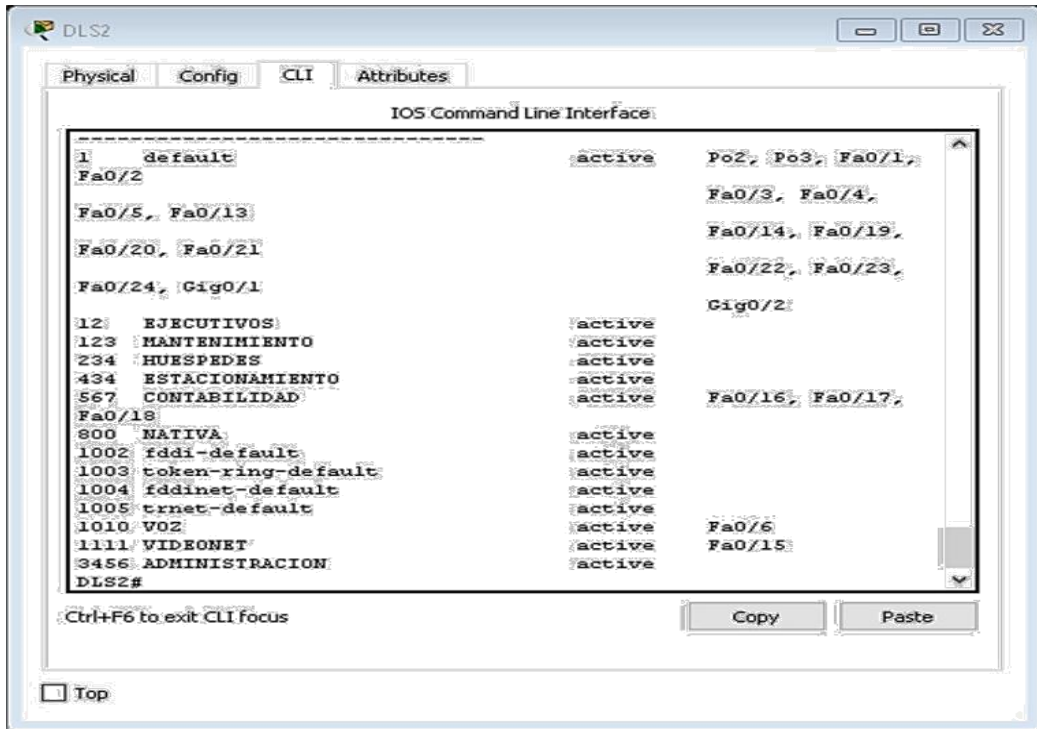 DLS2
Physical Config CLI Attributes
IOS Command Line Interface
--------------------------------
1 default active Po2, Po3, Fa0/1,
Fa0/2
Fa0/3, Fa0/4,
Fa0/5, Fa0/13
Fa0/14, Fa0/19,
Fa0/20, Fa0/21
Fa0/22, Fa0/23,
Fa0/24, Gig0/1
Gig0/2
12 EJECUTIVOS active
123 MANTENIMIENTO active
234 HUESPEDES active
434 ESTACIONAMIENTO active
567 CONTABILIDAD active Fa0/16, Fa0/17,
Fa0/18
800 NATIVA active
1002 fddi-default active
1003 token-ring-default active
1004 fddinet-default active
1005 trnet-default active
1010 VOZ active Fa0/6
1111 VIDEONET active Fa0/15
3456 ADMINISTRACION active
DLS2#
Ctrl+F6 to exit CLI focus
Copy Paste
Top